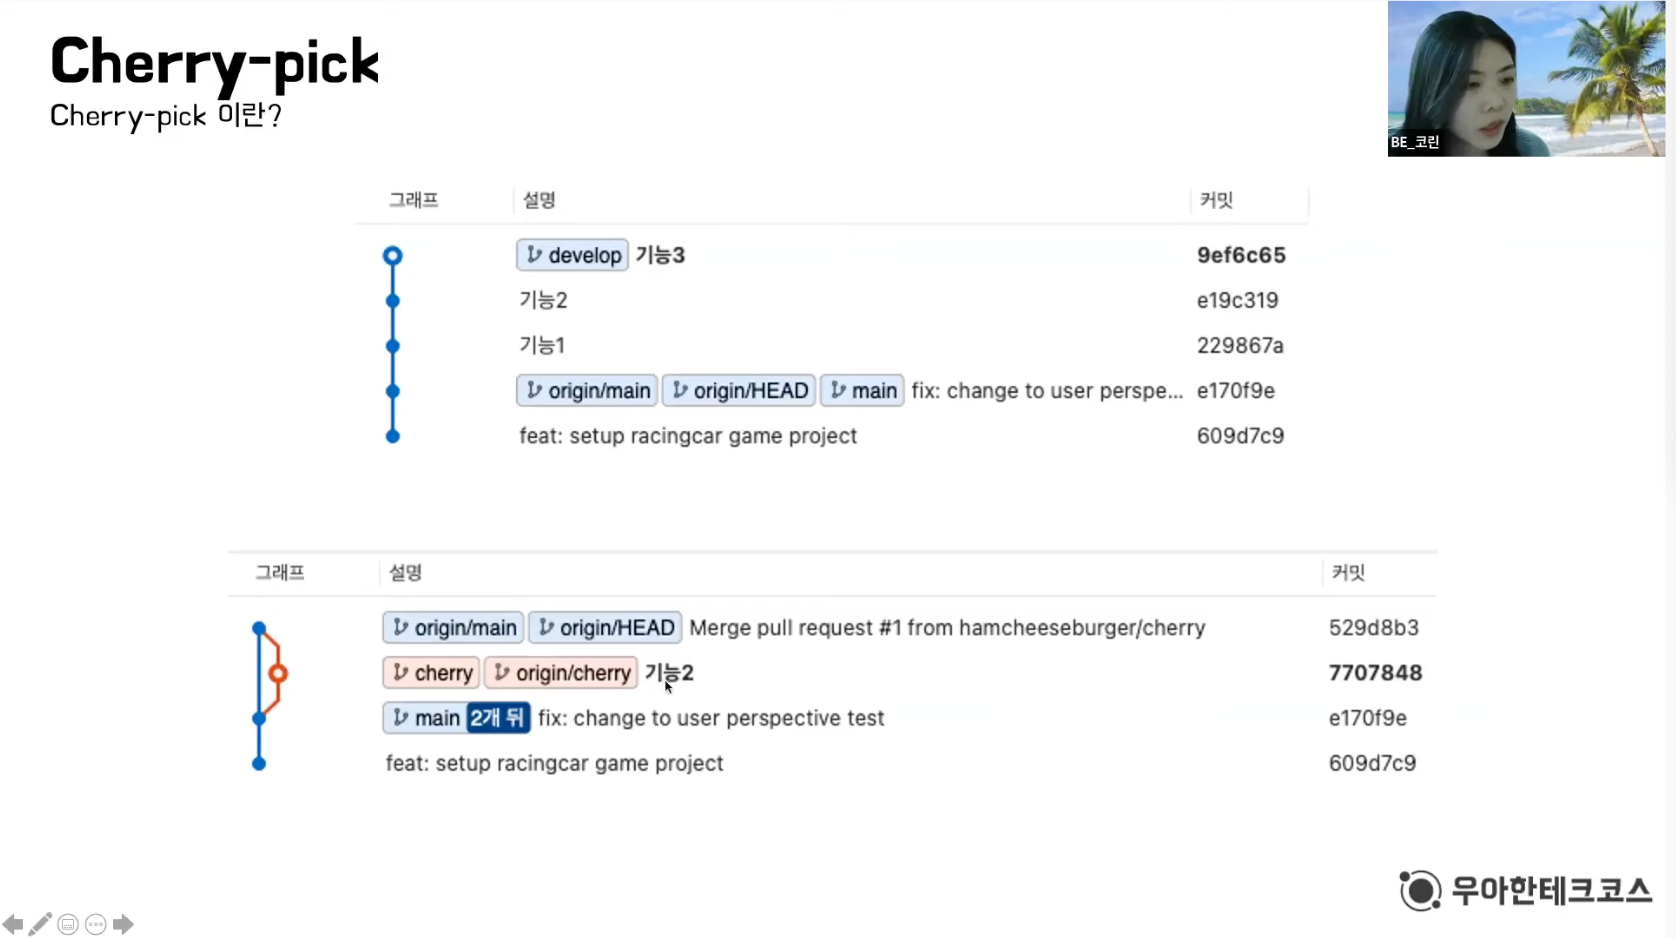 Cherry-pick
Cherry-pick 이란?
BE_코린
그래프 설명 커밋
develop 기능3 9ef6c65
기능2 e19c319
기능1 229867a
origin/main origin/HEAD main fix: change to user perspe... e170f9e
feat: setup racingcar game project 609d7c9
그래프 설명 커밋
origin/main origin/HEAD Merge pull request #1 from hamcheeseburger/cherry 529d8b3
cherry origin/cherry 기능2 7707848
main 2개 뒤 fix: change to user perspective test e170f9e
feat: setup racingcar game project 609d7c9
우아한테크코스